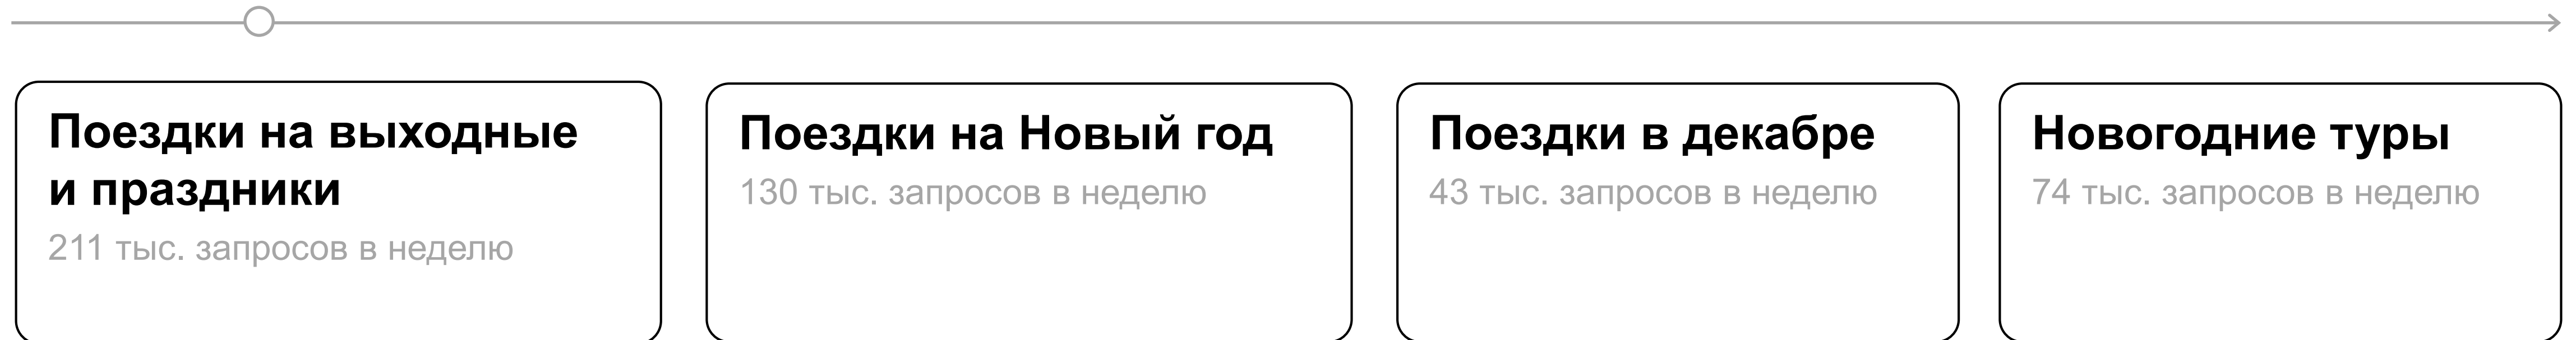 Поездки на выходные
и праздники
211 тыс. запросов в неделю
Поездки на Новый год
130 тыс. запросов в неделю
Поездки в декабре
43 тыс. запросов в неделю
Новогодние туры
74 тыс. запросов в неделю